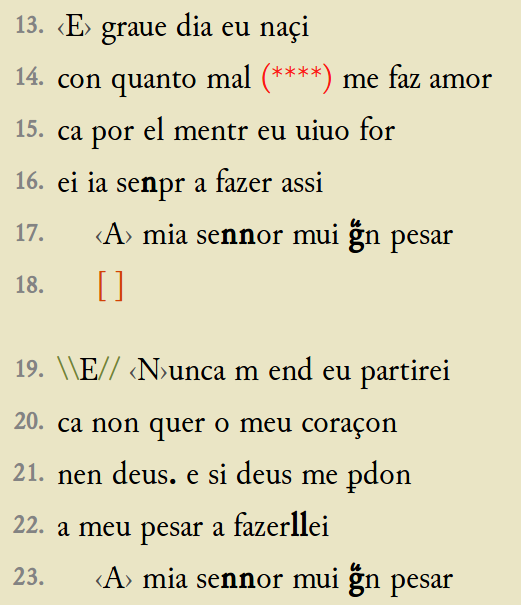 13. ‹E› graue dia eu naçi
14. con quanto mal (****) me faz amor
15. ca por el mentr eu uiuo for
16. ei ia senpr a fazer assi
17. ‹A› mia sennor mui g̃n pesar
18. [ ]
19. \\E// ‹N›unca m end eu partirei
20. ca non quer o meu coraçon
21. nen deus. e si deus me ꝑdon
22. a meu pesar a fazerllei
23. ‹A› mia sennor mui g̃n pesar